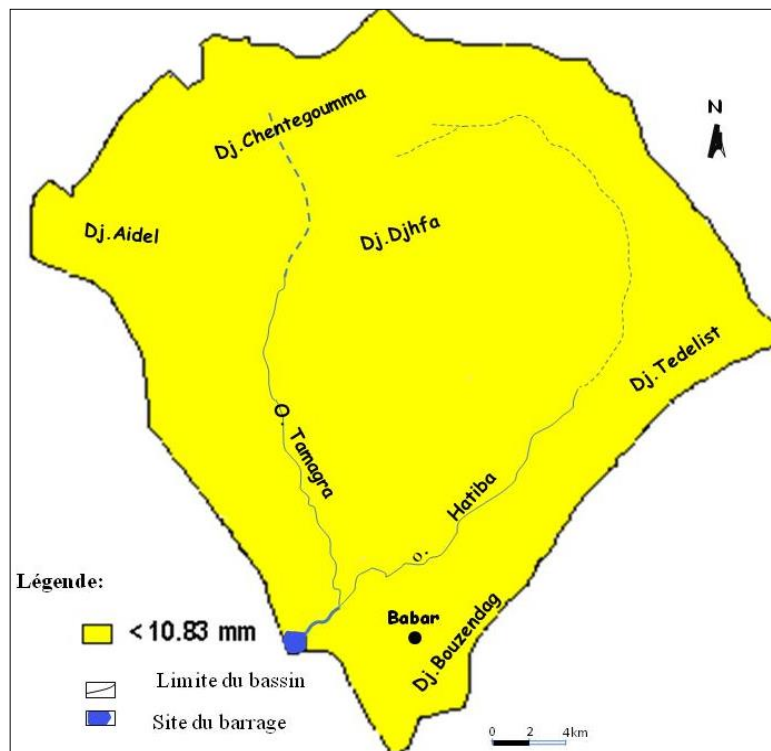 Dj.Chentegoumma
N
Dj.Aidel
Dj.Djhfa
Dj.Tedelist
O. Tamagra
Hatiba
o.
Légende:
< 10.83 mm
Babar
Dj.Bouzendag
Limite du bassin
Site du barrage
0 2 4km